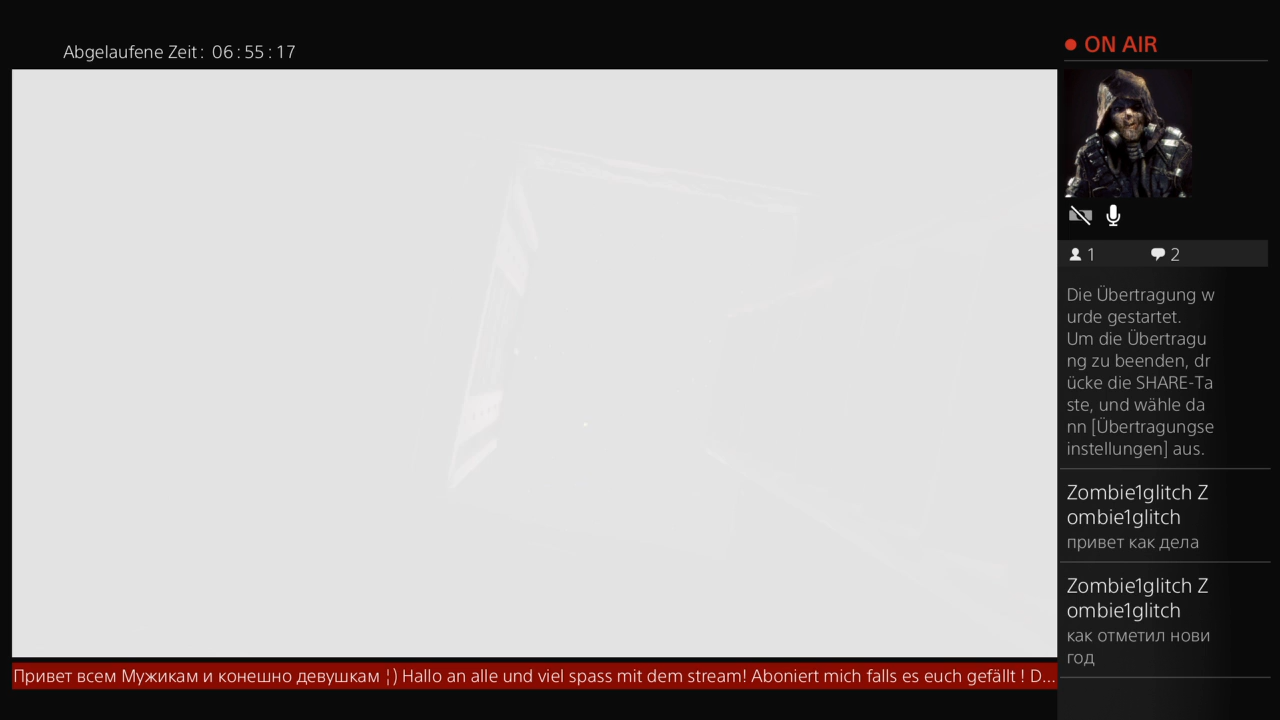 Abgelaufene Zeit: 06:55:17
ON AIR
1 2
Die Übertragung w
urde gestartet.
Um die Übertragu
ng zu beenden, dr
ücke die SHARE-Ta
ste, und wähle da
nn [Übertragungse
instellungen] aus.
Zombie1glitch Z
ombie1glitch
привет как дела
Zombie1glitch Z
ombie1glitch
как отметил нови
год
Привет всем Мужикам и конешно девушкам ¦) Hallo an alle und viel spass mit dem stream! Aboniert mich falls es euch gefällt ! D...